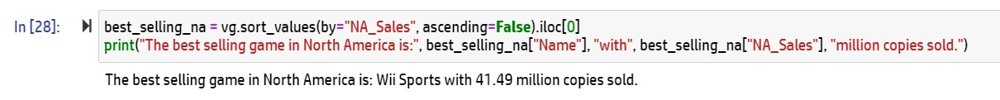 In [28]:
best_selling_na = vg.sort_values(by="NA_Sales", ascending=False).iloc[0]
print("The best selling game in North America is:", best_selling_na["Name"], "with", best_selling_na["NA_Sales"], "million copies sold.")
The best selling game in North America is: Wii Sports with 41.49 million copies sold.